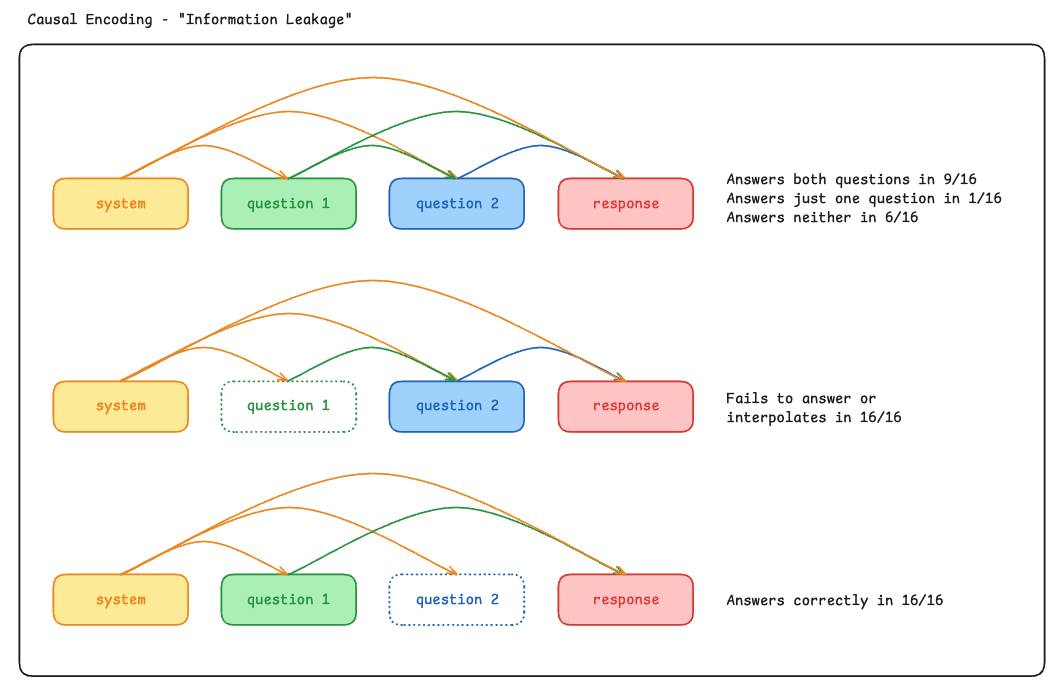 Causal Encoding - "Information Leakage"
system
question 1
question 2
response
Answers both questions in 9/16
Answers just one question in 1/16
Answers neither in 6/16
system
question 1
question 2
response
Fails to answer or
interpolates in 16/16
system
question 1
question 2
response
Answers correctly in 16/16